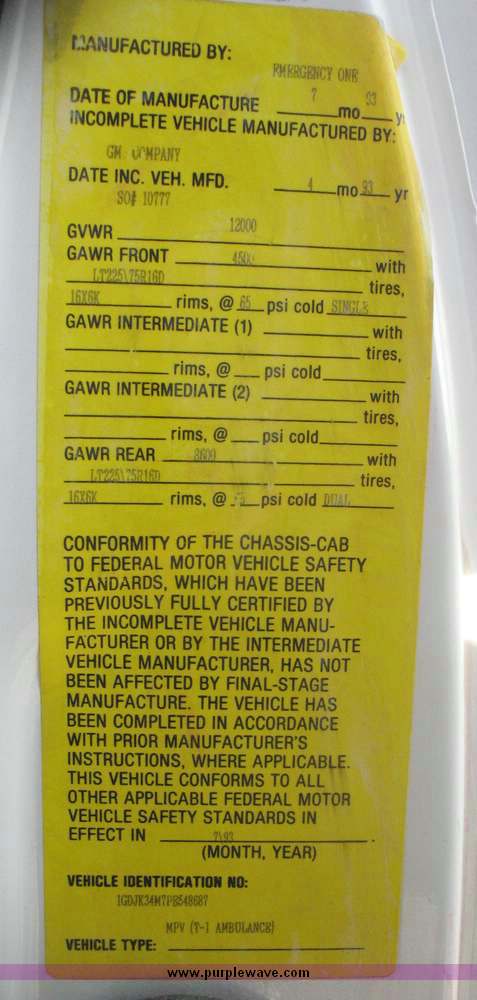 MANUFACTURED BY:
EMERGENCY ONE
DATE OF MANUFACTURE 7 mo 93 y
INCOMPLETE VEHICLE MANUFACTURED BY:
GM COMPANY
DATE INC. VEH. MFD. 4 mo 93 yr
SO# 10777
GVWR 12000
GAWR FRONT 4500 with
LT225\75R16D tires,
16X6K rims, @ 65 psi cold SINGLE
GAWR INTERMEDIATE (1) with
tires,
rims, @ psi cold
GAWR INTERMEDIATE (2) with
tires,
rims, @ psi cold
GAWR REAR 8600 with
LT225\75R16D tires,
16X6K rims, @ psi cold DUAL
CONFORMITY OF THE CHASSIS-CAB
TO FEDERAL MOTOR VEHICLE SAFETY
STANDARDS, WHICH HAVE BEEN
PREVIOUSLY FULLY CERTIFIED BY
THE INCOMPLETE VEHICLE MANU-
FACTURER OR BY THE INTERMEDIATE
VEHICLE MANUFACTURER, HAS NOT
BEEN AFFECTED BY FINAL-STAGE
MANUFACTURE. THE VEHICLE HAS
BEEN COMPLETED IN ACCORDANCE
WITH PRIOR MANUFACTURER'S
INSTRUCTIONS, WHERE APPLICABLE.
THIS VEHICLE CONFORMS TO ALL
OTHER APPLICABLE FEDERAL MOTOR
VEHICLE SAFETY STANDARDS IN
EFFECT IN 7\93
(MONTH, YEAR)
VEHICLE IDENTIFICATION NO:
1GDJK34M7PE548687
MPV (T-1 AMBULANCE)
VEHICLE TYPE:
www.purplewave.com